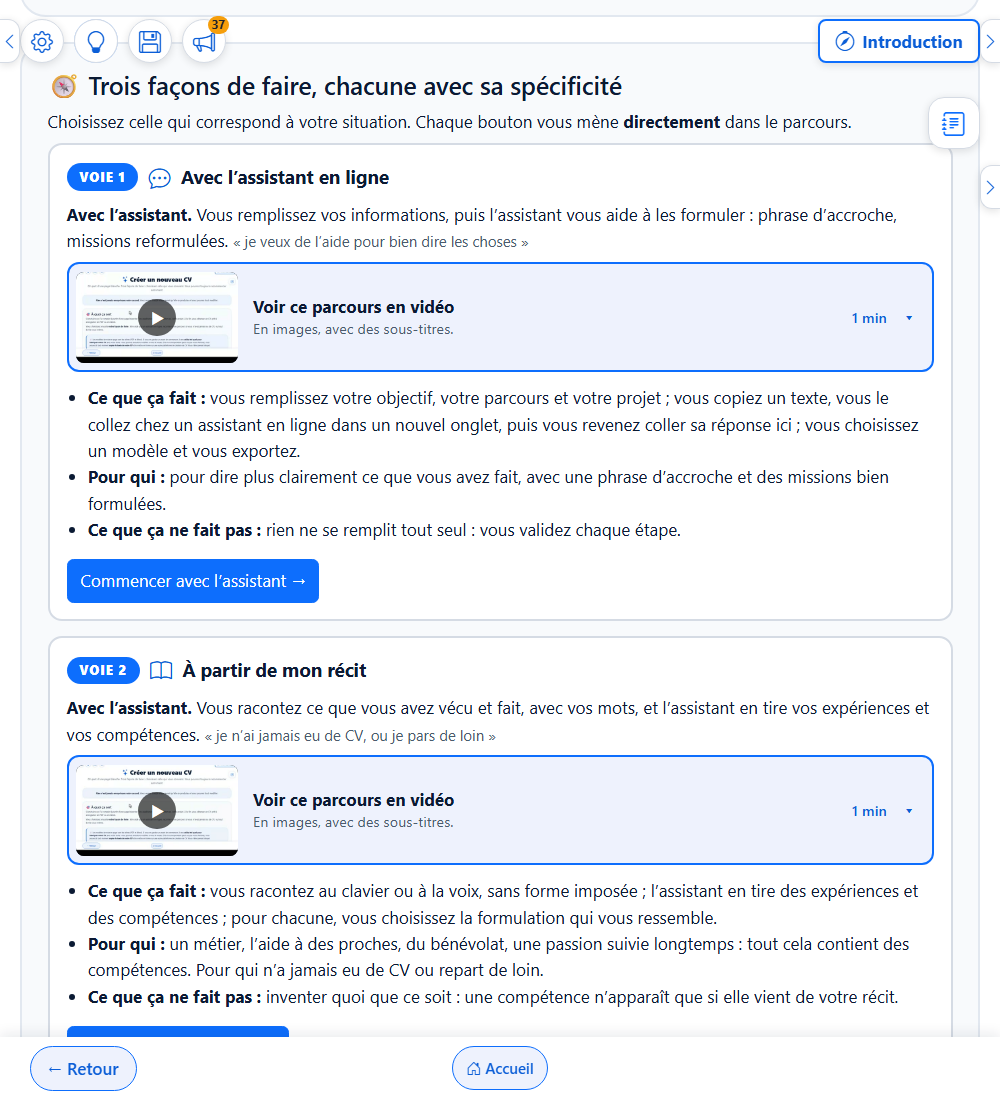 37
Introduction
Trois façons de faire, chacune avec sa spécificité
Choisissez celle qui correspond à votre situation. Chaque bouton vous mène directement dans le parcours.
VOIE 1 Avec l’assistant en ligne
Avec l’assistant. Vous remplissez vos informations, puis l’assistant vous aide à les formuler : phrase d’accroche,
missions reformulées. « je veux de l’aide pour bien dire les choses »
Créer un nouveau CV
Voir ce parcours en vidéo
En images, avec des sous-titres.
1 min
Ce que ça fait : vous remplissez votre objectif, votre parcours et votre projet ; vous copiez un texte, vous le
collez chez un assistant en ligne dans un nouvel onglet, puis vous revenez coller sa réponse ici ; vous choisissez
un modèle et vous exportez.
Pour qui : pour dire plus clairement ce que vous avez fait, avec une phrase d’accroche et des missions bien
formulées.
Ce que ça ne fait pas : rien ne se remplit tout seul : vous validez chaque étape.
Commencer avec l’assistant →
VOIE 2 À partir de mon récit
Avec l’assistant. Vous racontez ce que vous avez vécu et fait, avec vos mots, et l’assistant en tire vos expériences et
vos compétences. « je n’ai jamais eu de CV, ou je pars de loin »
Créer un nouveau CV
Voir ce parcours en vidéo
En images, avec des sous-titres.
1 min
Ce que ça fait : vous racontez au clavier ou à la voix, sans forme imposée ; l’assistant en tire des expériences et
des compétences ; pour chacune, vous choisissez la formulation qui vous ressemble.
Pour qui : un métier, l’aide à des proches, du bénévolat, une passion suivie longtemps : tout cela contient des
compétences. Pour qui n’a jamais eu de CV ou repart de loin.
Ce que ça ne fait pas : inventer quoi que ce soit : une compétence n’apparaît que si elle vient de votre récit.
← Retour
Accueil